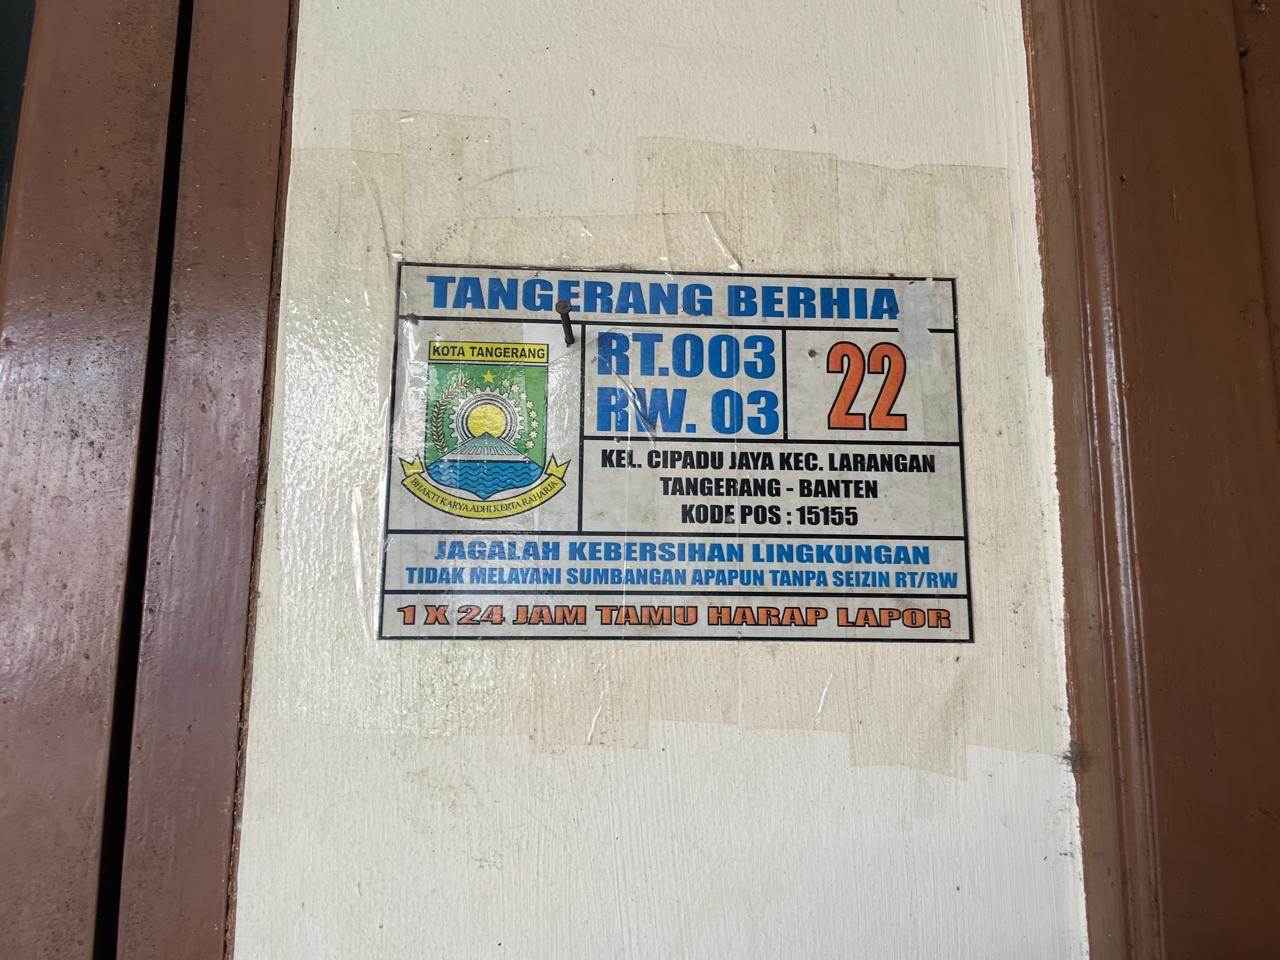 TANGERANG BERHIA
KOTA TANGERANG
BHAKTI KARYA ADHI KERTA RAHARJA
RT.003
RW. 03
22
KEL. CIPADU JAYA KEC. LARANGAN
TANGERANG - BANTEN
KODE POS : 15155
JAGALAH KEBERSIHAN LINGKUNGAN
TIDAK MELAYANI SUMBANGAN APAPUN TANPA SEIZIN RT/RW
1 X 24 JAM TAMU HARAP LAPOR